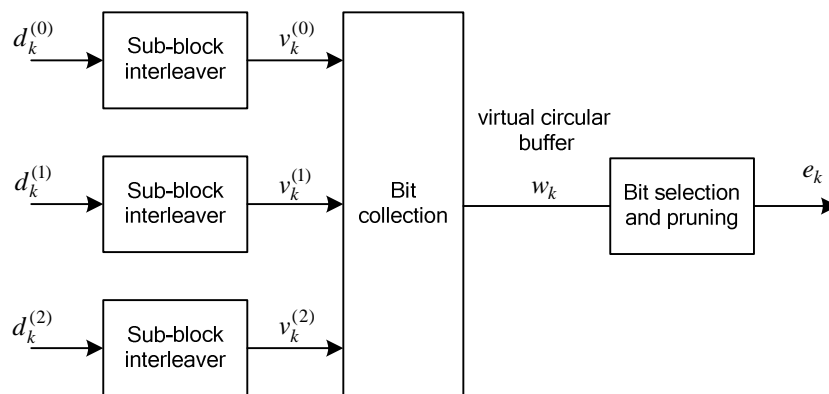 d_k^{(0)}
Sub-block
interleaver
v_k^{(0)}
virtual circular
buffer
d_k^{(1)}
Sub-block
interleaver
v_k^{(1)}
Bit
collection
w_k
Bit selection
and pruning
e_k
d_k^{(2)}
Sub-block
interleaver
v_k^{(2)}